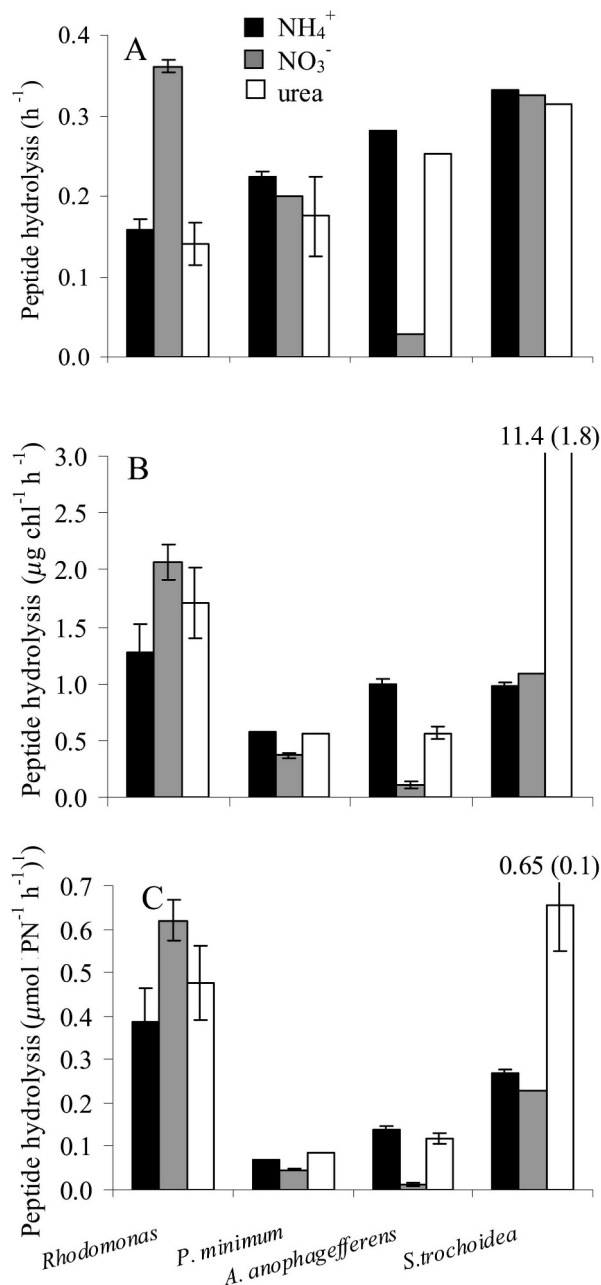 A
NH₄⁺
NO₃⁻
urea
Peptide hydrolysis (h⁻¹)
0.4
0.3
0.2
0.1
0.0
B
11.4 (1.8)
Peptide hydrolysis (µg chl⁻¹ h⁻¹)
3.0
2.5
2.0
1.5
1.0
0.5
0.0
C
0.65 (0.1)
Peptide hydrolysis (µmol PN⁻¹ h⁻¹)¹
0.7
0.6
0.5
0.4
0.3
0.2
0.1
0.0
Rhodomonas
P. minimum
A. anophagefferens
S.trochoidea